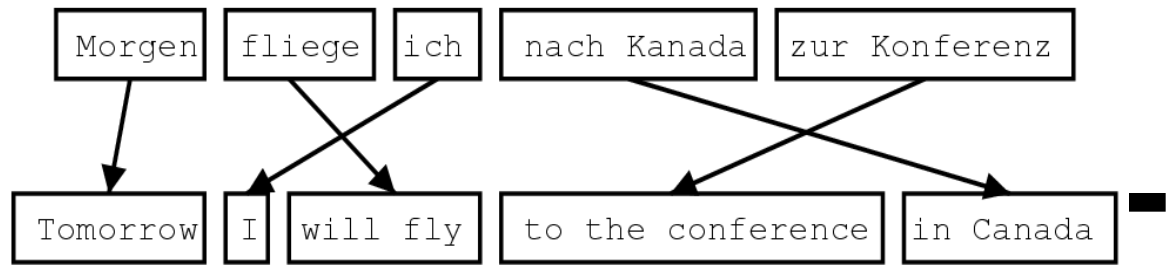 Morgen fliege ich nach Kanada zur Konferenz
Tomorrow I will fly to the conference in Canada